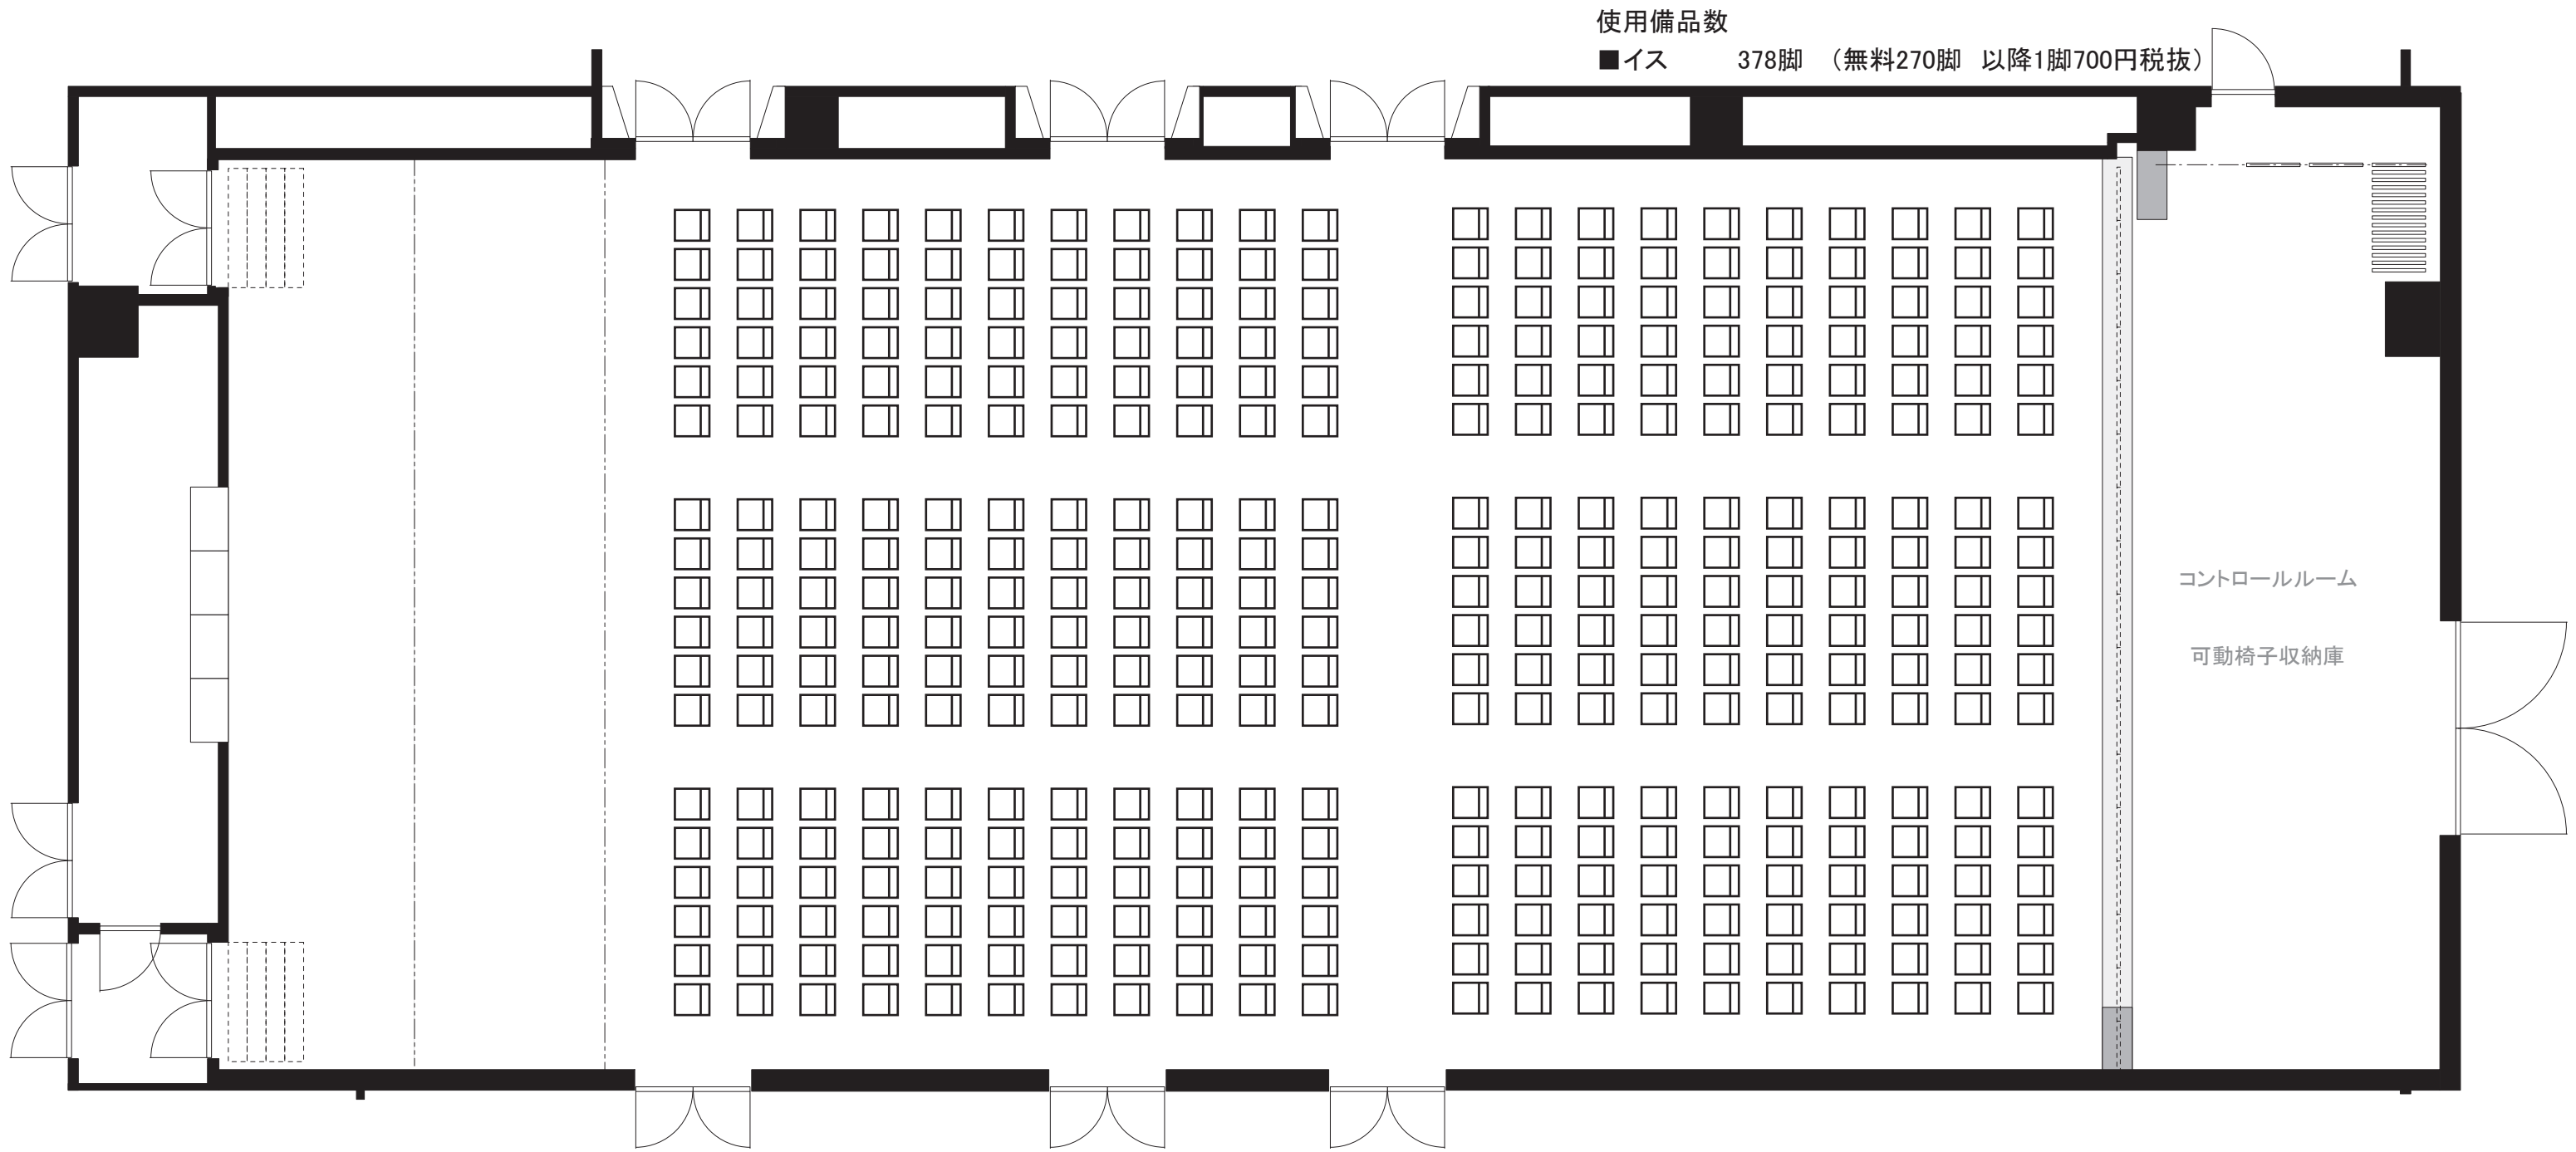 使用備品数
■イス　　378脚　（無料270脚　以降1脚700円税抜）
コントロールルーム
可動椅子収納庫